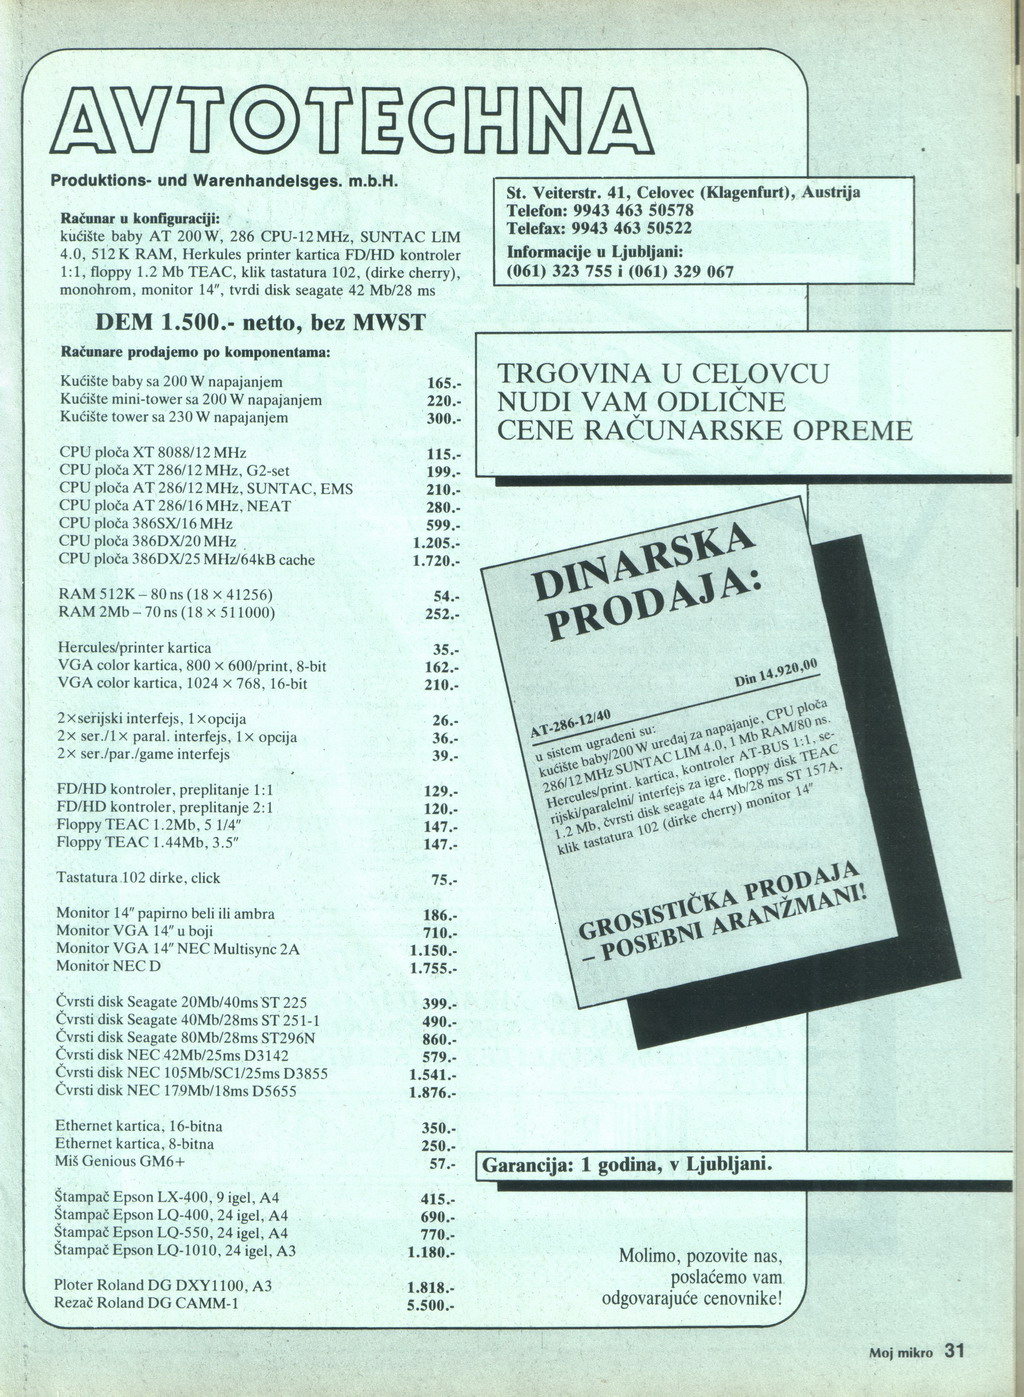 AVTOTECHNA
Produktions- und Warenhandelsges. m.b.H.
Računar u konfiguraciji:
kućište baby AT 200 W, 286 CPU-12 MHz, SUNTAC LIM
4.0, 512 K RAM, Herkules printer kartica FD/HD kontroler
1:1, floppy 1.2 Mb TEAC, klik tastatura 102, (dirke cherry),
monohrom, monitor 14", tvrdi disk seagate 42 Mb/28 ms
DEM 1.500.- netto, bez MWST
Računare prodajemo po komponentama:
Kućište baby sa 200 W napajanjem 165.-
Kućište mini-tower sa 200 W napajanjem 220.-
Kućište tower sa 230 W napajanjem 300.-
CPU ploča XT 8088/12 MHz 115.-
CPU ploča XT 286/12 MHz, G2-set 199.-
CPU ploča AT 286/12 MHz, SUNTAC, EMS 210.-
CPU ploča AT 286/16 MHz, NEAT 280.-
CPU ploča 386SX/16 MHz 599.-
CPU ploča 386DX/20 MHz 1.205.-
CPU ploča 386DX/25 MHz/64kB cache 1.720.-
RAM 512K – 80 ns (18 × 41256) 54.-
RAM 2Mb – 70 ns (18 × 511000) 252.-
Hercules/printer kartica 35.-
VGA color kartica, 800 × 600/print, 8-bit 162.-
VGA color kartica, 1024 × 768, 16-bit 210.-
2×serijski interfejs, 1×opcija 26.-
2× ser./1× paral. interfejs, 1× opcija 36.-
2× ser./par./game interfejs 39.-
FD/HD kontroler, preplitanje 1:1 129.-
FD/HD kontroler, preplitanje 2:1 120.-
Floppy TEAC 1.2Mb, 5 1/4" 147.-
Floppy TEAC 1.44Mb, 3.5" 147.-
Tastatura 102 dirke, click 75.-
Monitor 14" papirno beli ili ambra 186.-
Monitor VGA 14" u boji 710.-
Monitor VGA 14" NEC Multisync 2A 1.150.-
Monitor NEC D 1.755.-
Čvrsti disk Seagate 20Mb/40ms ST 225 399.-
Čvrsti disk Seagate 40Mb/28ms ST 251-1 490.-
Čvrsti disk Seagate 80Mb/28ms ST296N 860.-
Čvrsti disk NEC 42Mb/25ms D3142 579.-
Čvrsti disk NEC 105Mb/SC1/25ms D3855 1.541.-
Čvrsti disk NEC 179Mb/18ms D5655 1.876.-
Ethernet kartica, 16-bitna 350.-
Ethernet kartica, 8-bitna 250.-
Miš Genious GM6+ 57.-
Štampač Epson LX-400, 9 igel, A4 415.-
Štampač Epson LQ-400, 24 igel, A4 690.-
Štampač Epson LQ-550, 24 igel, A4 770.-
Štampač Epson LQ-1010, 24 igel, A3 1.180.-
Ploter Roland DG DXY1100, A3 1.818.-
Rezač Roland DG CAMM-1 5.500.-
St. Veiterstr. 41, Celovec (Klagenfurt), Austrija
Telefon: 9943 463 50578
Telefax: 9943 463 50522
Informacije u Ljubljani:
(061) 323 755 i (061) 329 067
TRGOVINA U CELOVCU
NUDI VAM ODLIČNE
CENE RAČUNARSKE OPREME
DINARSKA
PRODAJA:
Din 14.920,00
AT-286-12/40
u sistem ugrađeni su:
kućište baby/200 W uređaj za napajanje, CPU ploča
286/12 MHz SUNTAC LIM 4.0, 1 Mb RAM/80 ns.
Hercules/print. kartica, kontroler AT-BUS 1:1, se-
rijski/paralelni/ interfejs za igre, floppy disk TEAC
1.2 Mb, čvrsti disk seagate 44 Mb/28 ms ST 157A,
klik tastatura 102 (dirke cherry) monitor 14"
GROSISTIČKA PRODAJA
– POSEBNI ARANŽMANI!
Garancija: 1 godina, v Ljubljani.
Molimo, pozovite nas,
poslaćemo vam
odgovarajuće cenovnike!
Moj mikro 31